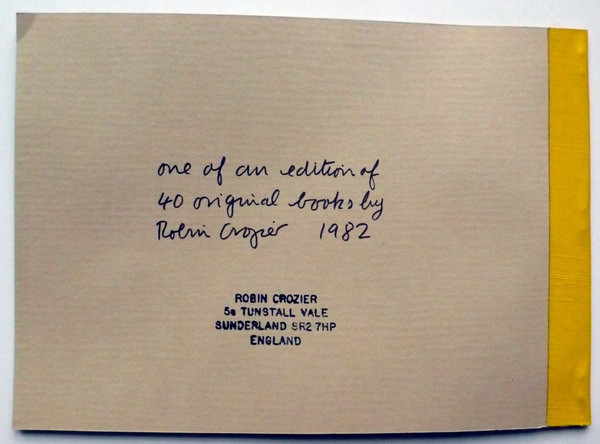 one of an edition of
40 original books by
Robin Crozier 1982
ROBIN CROZIER
5B TUNSTALL VALE
SUNDERLAND SR2 7HP
ENGLAND